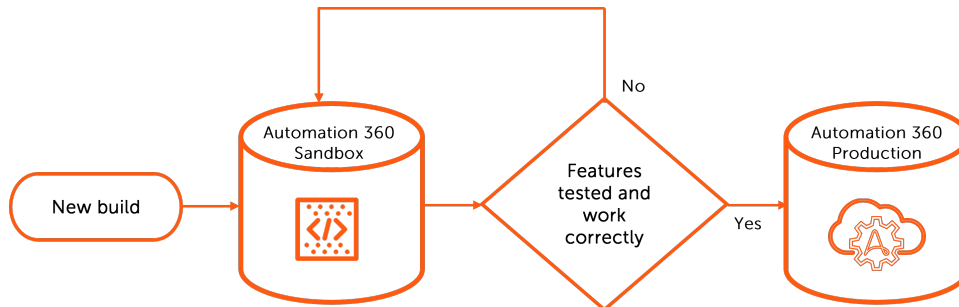 No
Automation 360
Sandbox
Automation 360
Production
Features
tested and
work
correctly
New build
Yes